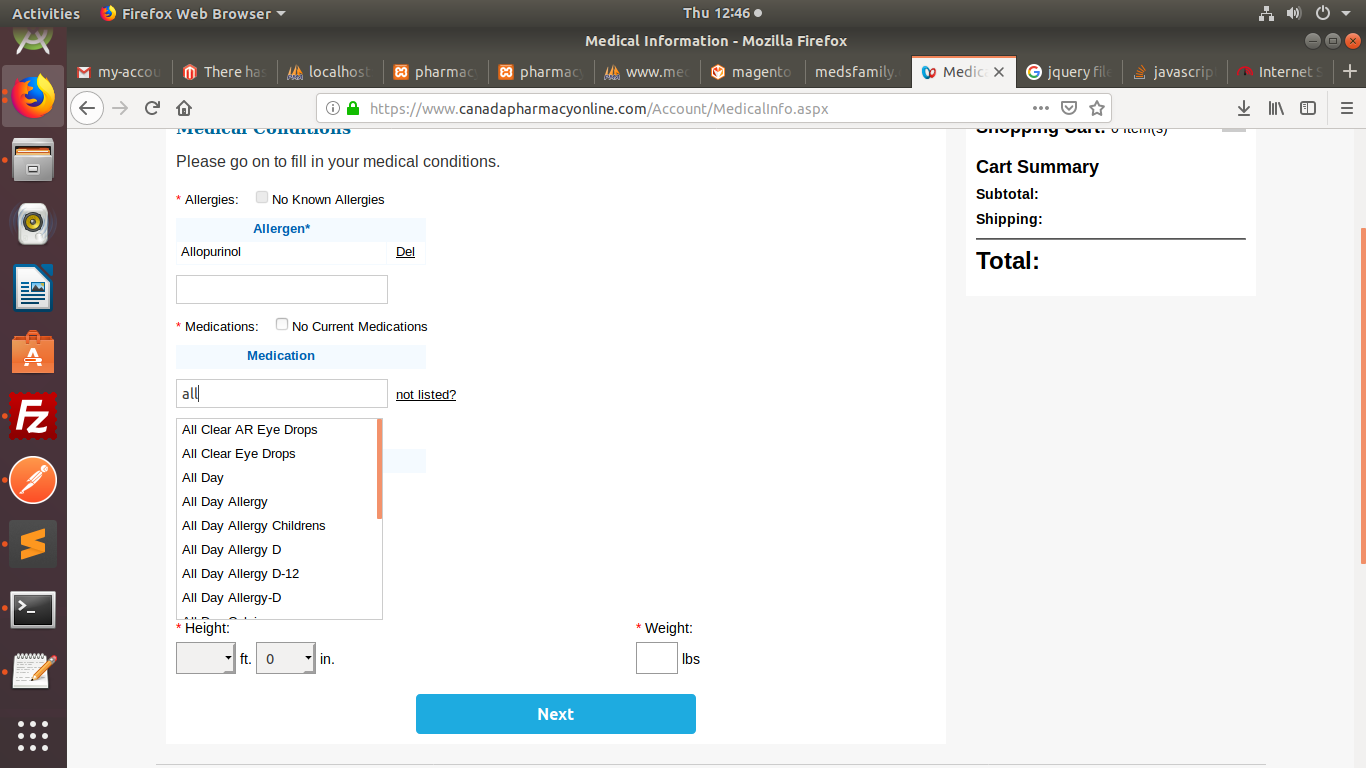 Activities Firefox Web Browser Thu 12:46
Medical Information - Mozilla Firefox
my-accou There has localhost pharmac pharmac www.med magento medsfamily. Medic jquery file javascrip Internet S
https://www.canadapharmacyonline.com/Account/MedicalInfo.aspx
Medical Conditions
Please go on to fill in your medical conditions.
* Allergies: No Known Allergies
Allergen*
Allopurinol Del
* Medications: No Current Medications
Medication
all not listed?
All Clear AR Eye Drops
All Clear Eye Drops
All Day
All Day Allergy
All Day Allergy Childrens
All Day Allergy D
All Day Allergy D-12
All Day Allergy-D
* Height: * Weight:
ft. 0 in. lbs
Next
Shopping Cart: 0 item(s)
Cart Summary
Subtotal:
Shipping:
Total: